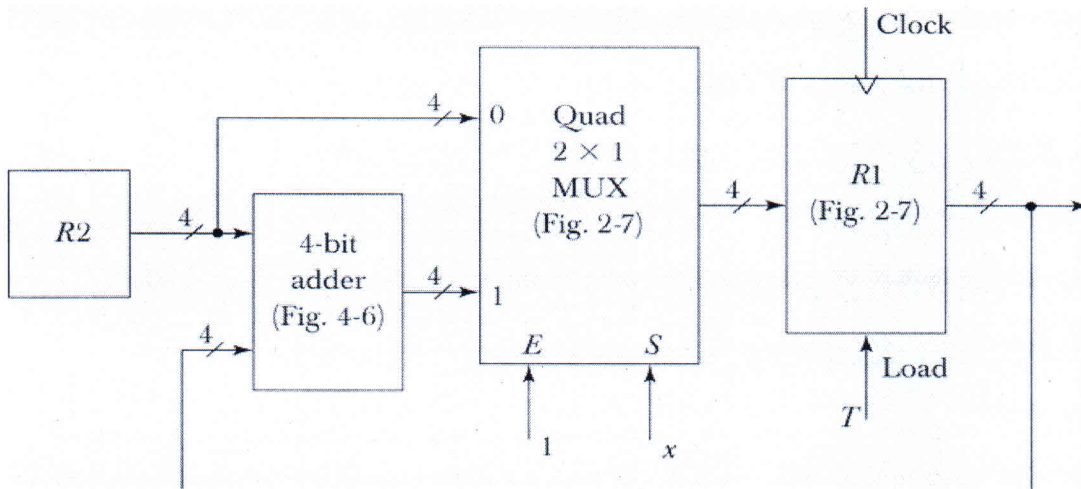 Clock
4
0
Quad
2 × 1
MUX
(Fig. 2-7)
R1
(Fig. 2-7)
4
4
R2
4
4-bit
adder
(Fig. 4-6)
4
1
4
E
S
Load
T
1
x